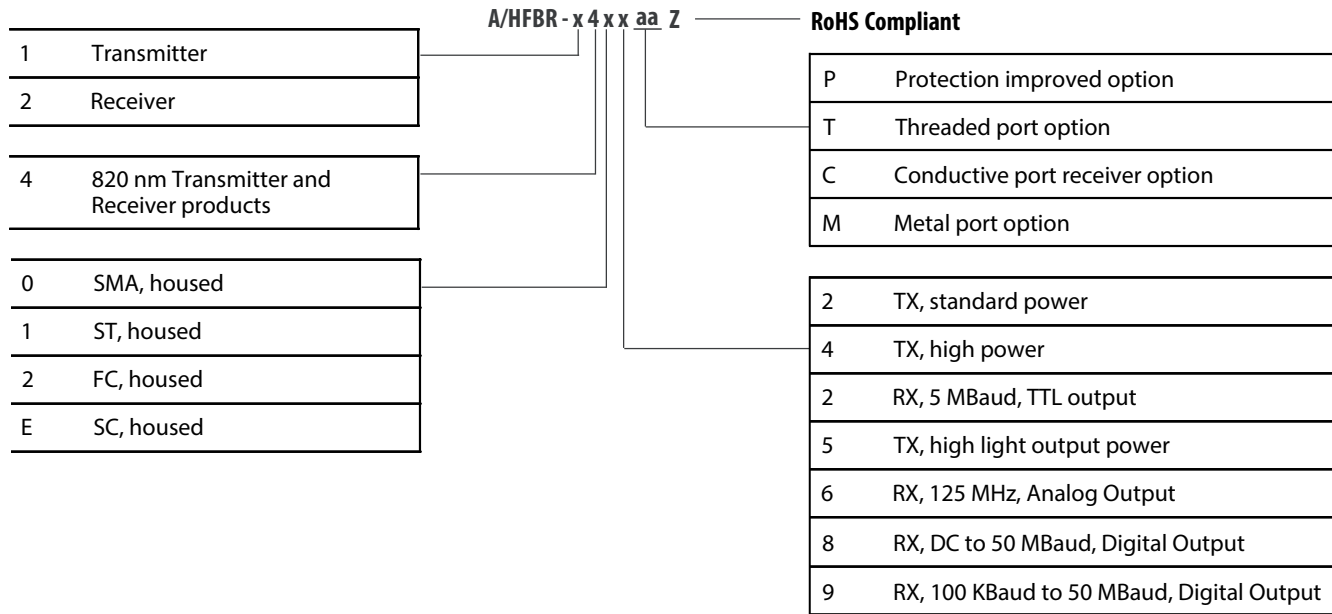 A/HFBR - x 4 x x aa Z
RoHS Compliant
1 Transmitter
2 Receiver
4 820 nm Transmitter and
Receiver products
0 SMA, housed
1 ST, housed
2 FC, housed
E SC, housed
P Protection improved option
T Threaded port option
C Conductive port receiver option
M Metal port option
2 TX, standard power
4 TX, high power
2 RX, 5 MBaud, TTL output
5 TX, high light output power
6 RX, 125 MHz, Analog Output
8 RX, DC to 50 MBaud, Digital Output
9 RX, 100 KBaud to 50 MBaud, Digital Output